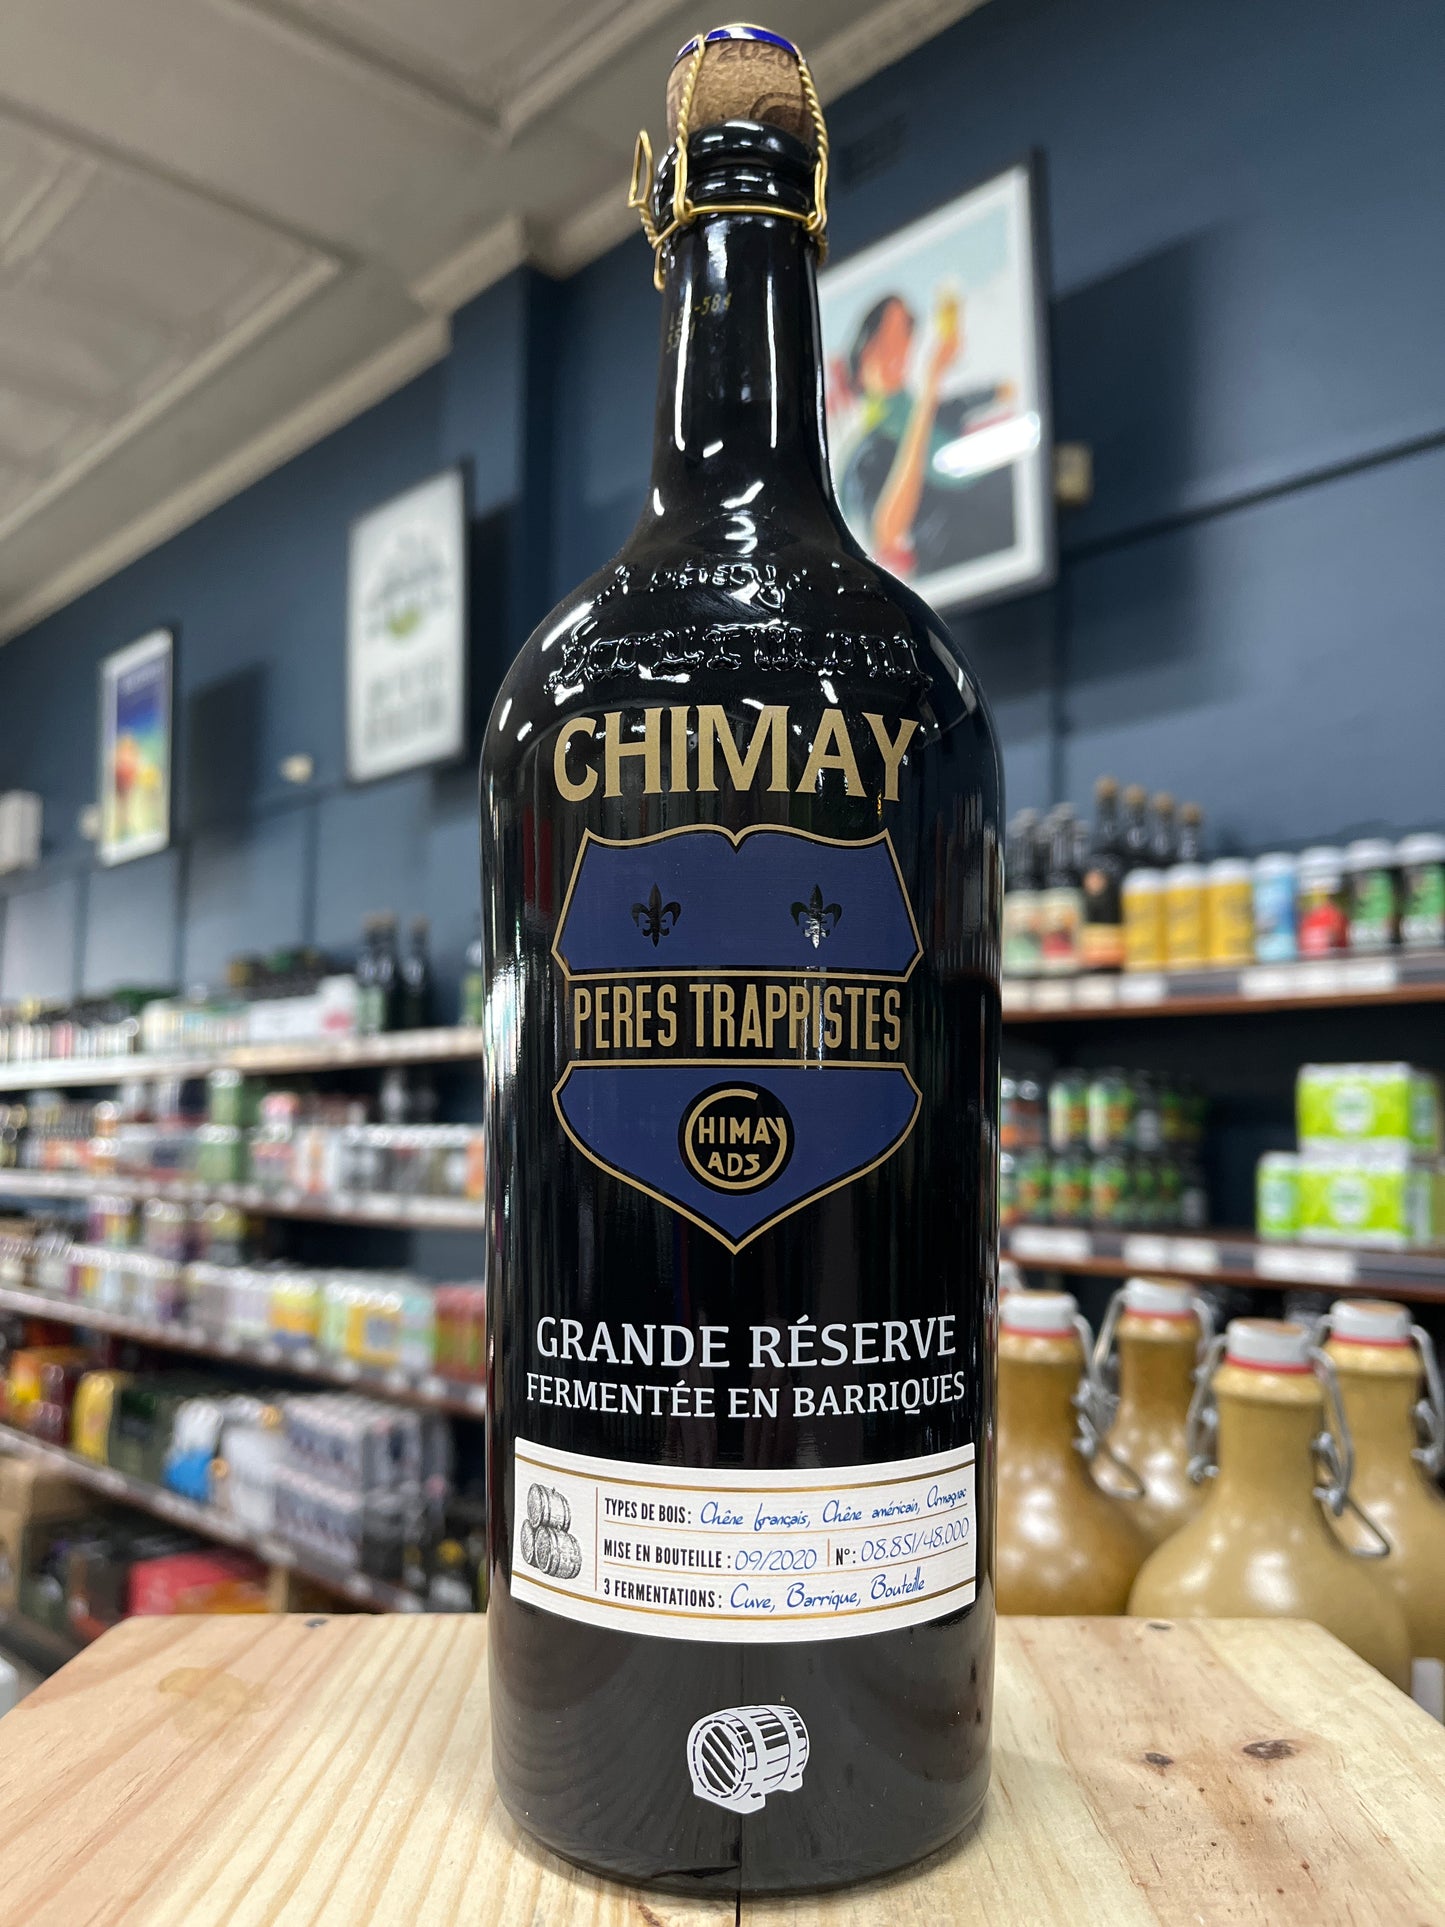 2020
CHIMAY
PERES TRAPPISTES
CHIMAY
ADS
GRANDE RÉSERVE
FERMENTÉE EN BARRIQUES
TYPES DE BOIS: Chêne français, Chêne américain, Armagnac
MISE EN BOUTEILLE: 09/2020 N°: 08.851/48.000
3 FERMENTATIONS: Cuve, Barrique, Bouteille